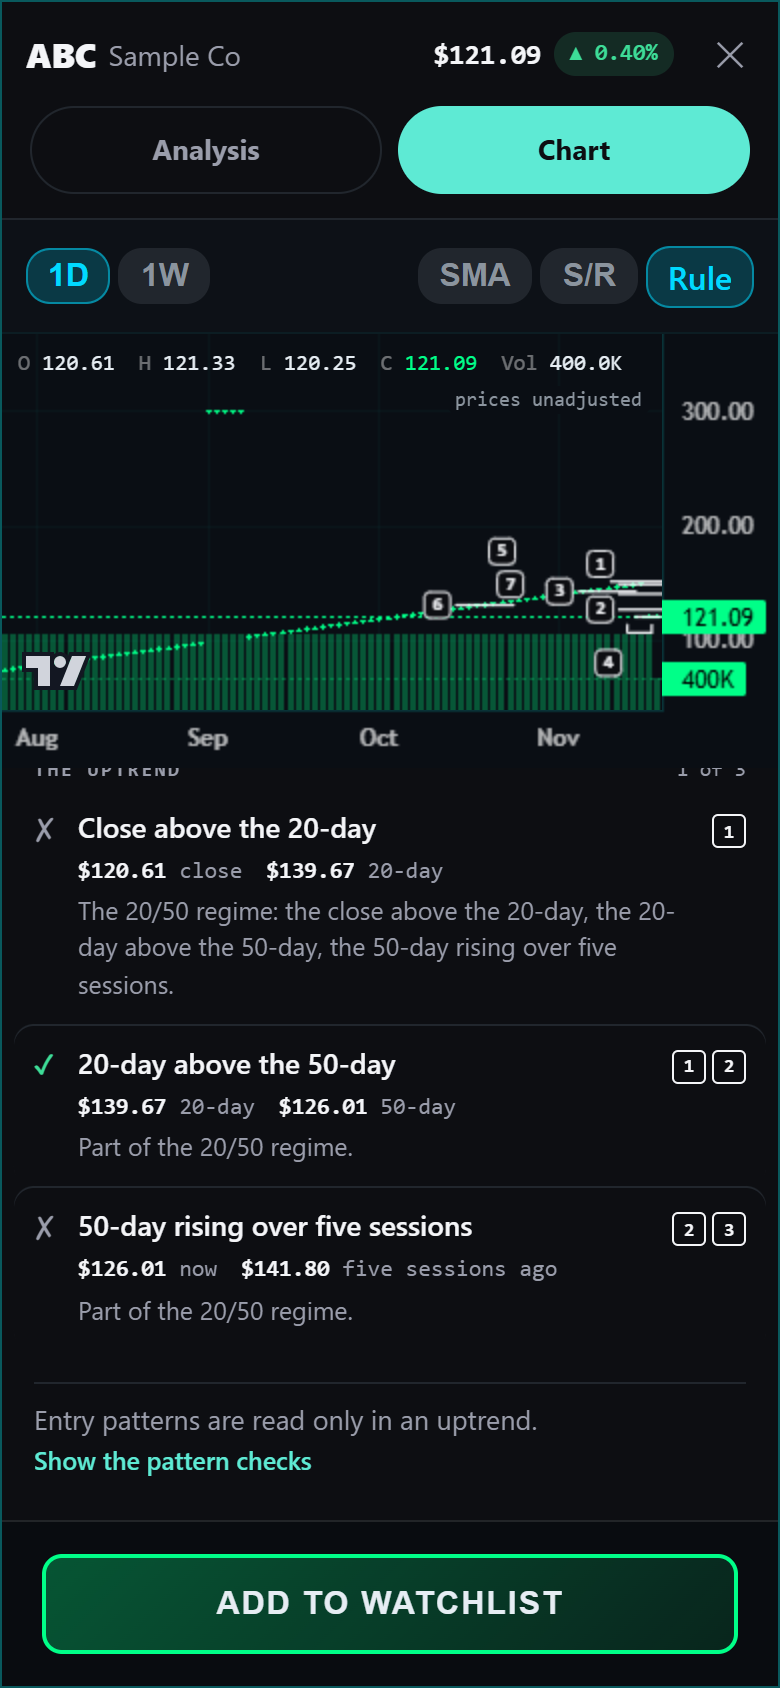 ABC Sample Co $121.09 ▲ 0.40%
Analysis Chart
1D 1W SMA S/R Rule
O 120.61 H 121.33 L 120.25 C 121.09 Vol 400.0K
prices unadjusted
300.00
200.00
5
1
7
3
6
2
121.09
100.00
4
400K
Aug Sep Oct Nov
THE UPTREND 1 of 3
✗ Close above the 20-day 1
$120.61 close $139.67 20-day
The 20/50 regime: the close above the 20-
day above the 50-day, the 50-day rising over five
sessions.
✓ 20-day above the 50-day 1 2
$139.67 20-day $126.01 50-day
Part of the 20/50 regime.
✗ 50-day rising over five sessions 2 3
$126.01 now $141.80 five sessions ago
Part of the 20/50 regime.
Entry patterns are read only in an uptrend.
Show the pattern checks
ADD TO WATCHLIST